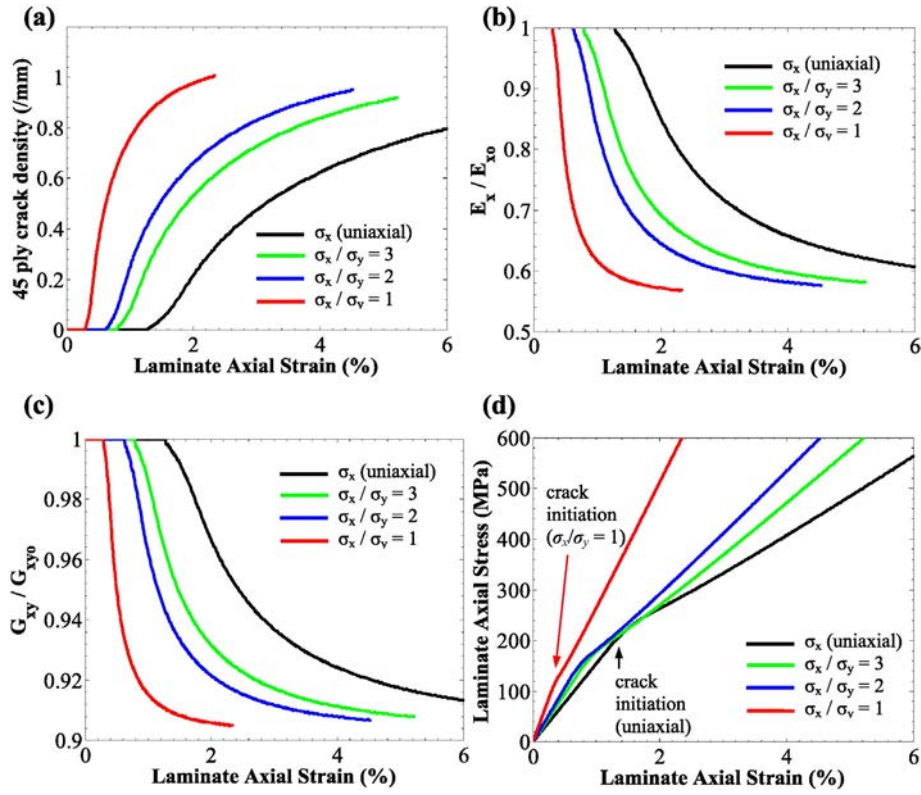 (a)
45 ply crack density (/mm)
1
0.8
0.6
0.4
0.2
0
σx (uniaxial)
σx / σy = 3
σx / σy = 2
σx / σv = 1
0 2 4 6
Laminate Axial Strain (%)
(b)
Ex / Exo
1
0.9
0.8
0.7
0.6
0.5
σx (uniaxial)
σx / σy = 3
σx / σy = 2
σx / σv = 1
0 2 4 6
Laminate Axial Strain (%)
(c)
Gxy / Gxyo
1
0.98
0.96
0.94
0.92
0.9
σx (uniaxial)
σx / σy = 3
σx / σy = 2
σx / σv = 1
0 2 4 6
Laminate Axial Strain (%)
(d)
Laminate Axial Stress (MPa)
600
500
400
300
200
100
0
crack
initiation
(σx/σy = 1)
crack
initiation
(uniaxial)
σx (uniaxial)
σx / σy = 3
σx / σy = 2
σx / σv = 1
0 2 4 6
Laminate Axial Strain (%)